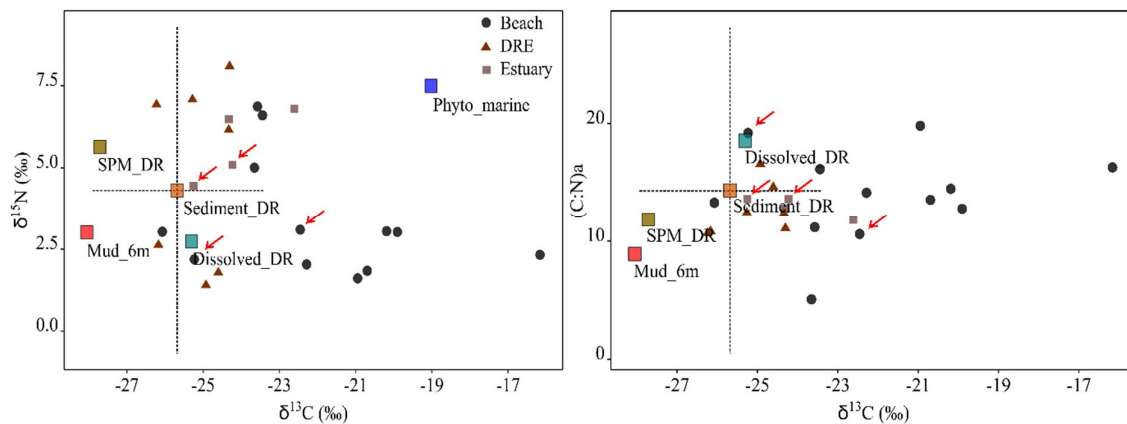 Beach
DRE
Estuary
7.5
5.0
2.5
0.0
δ¹⁵N (‰)
Phyto_marine
SPM_DR
Sediment_DR
Mud_6m
Dissolved_DR
-27
-25
-23
-21
-19
-17
δ¹³C (‰)
20
10
0
(C:N)a
Dissolved_DR
Sediment_DR
SPM_DR
Mud_6m
-27
-25
-23
-21
-19
-17
δ¹³C (‰)